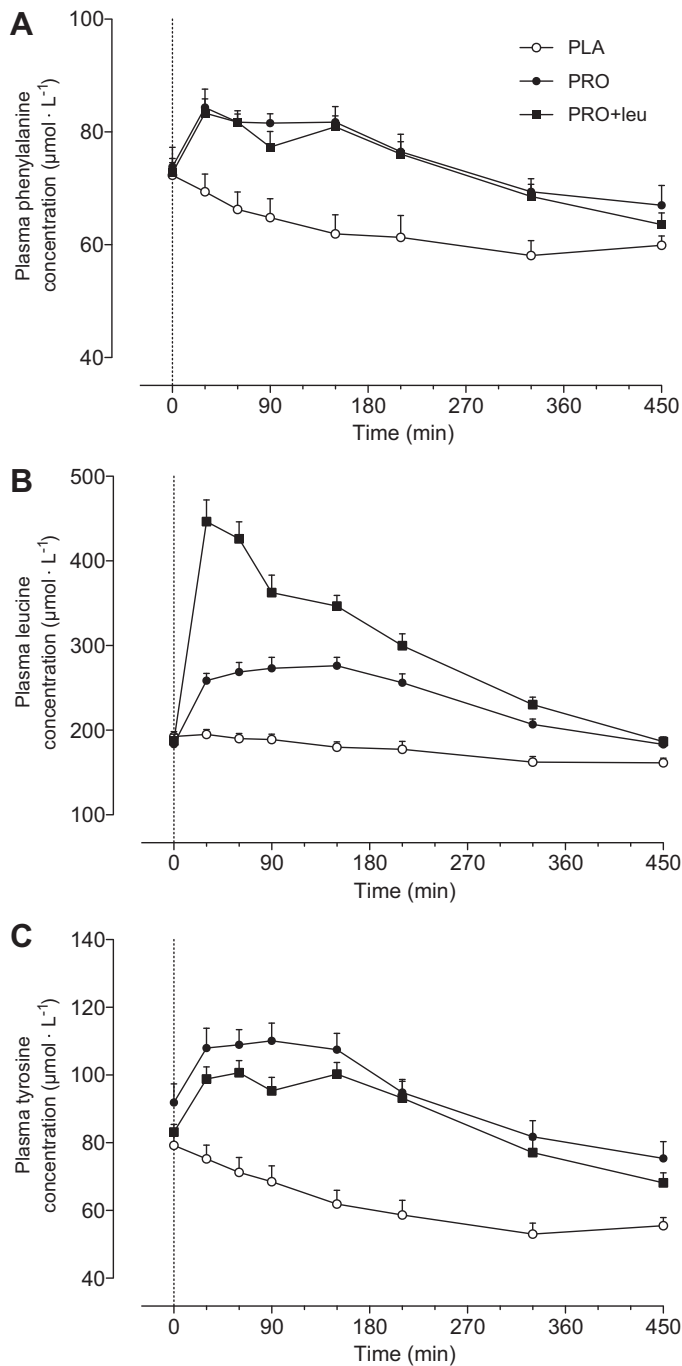 A
Plasma phenylalanine
concentration (µmol · L-1)
100
80
60
40
PLA
PRO
PRO+leu
0 90 180 270 360 450
Time (min)
B
Plasma leucine
concentration (µmol · L-1)
500
400
300
200
100
0 90 180 270 360 450
Time (min)
C
Plasma tyrosine
concentration (µmol · L-1)
140
120
100
80
60
40
0 90 180 270 360 450
Time (min)